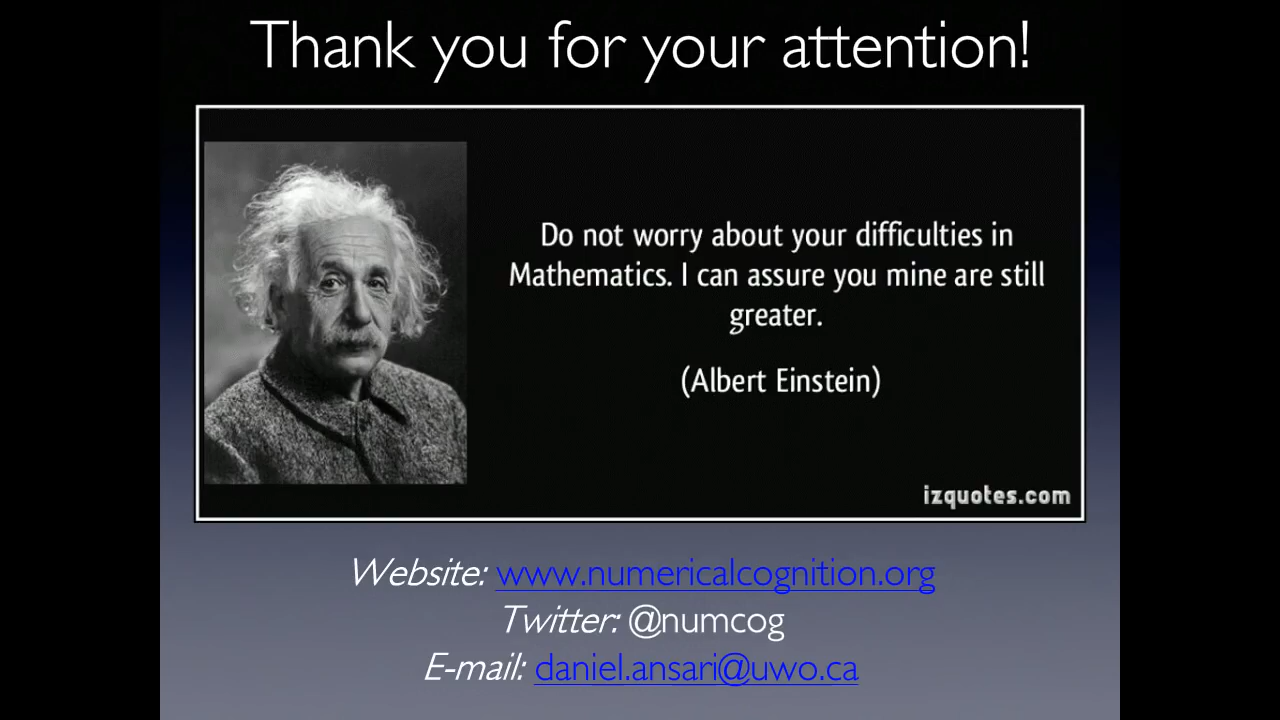 Thank you for your attention!
Do not worry about your difficulties in
Mathematics. I can assure you mine are still
greater.
(Albert Einstein)
izquotes.com
Website: www.numericalcognition.org
Twitter: @numcog
E-mail: daniel.ansari@uwo.ca